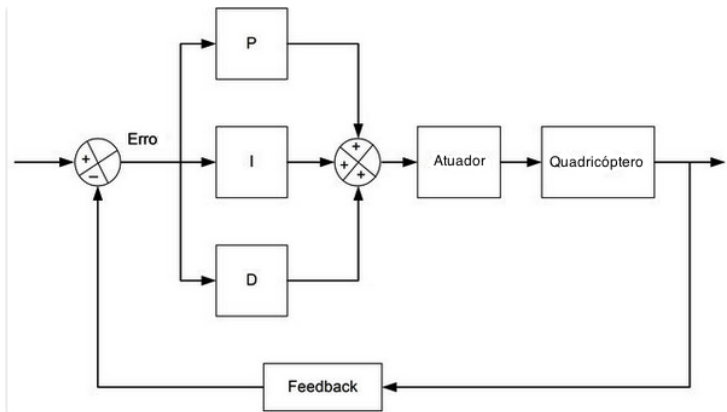 P
Erro
+
−
I
+
+
+
Atuador
Quadricóptero
D
Feedback